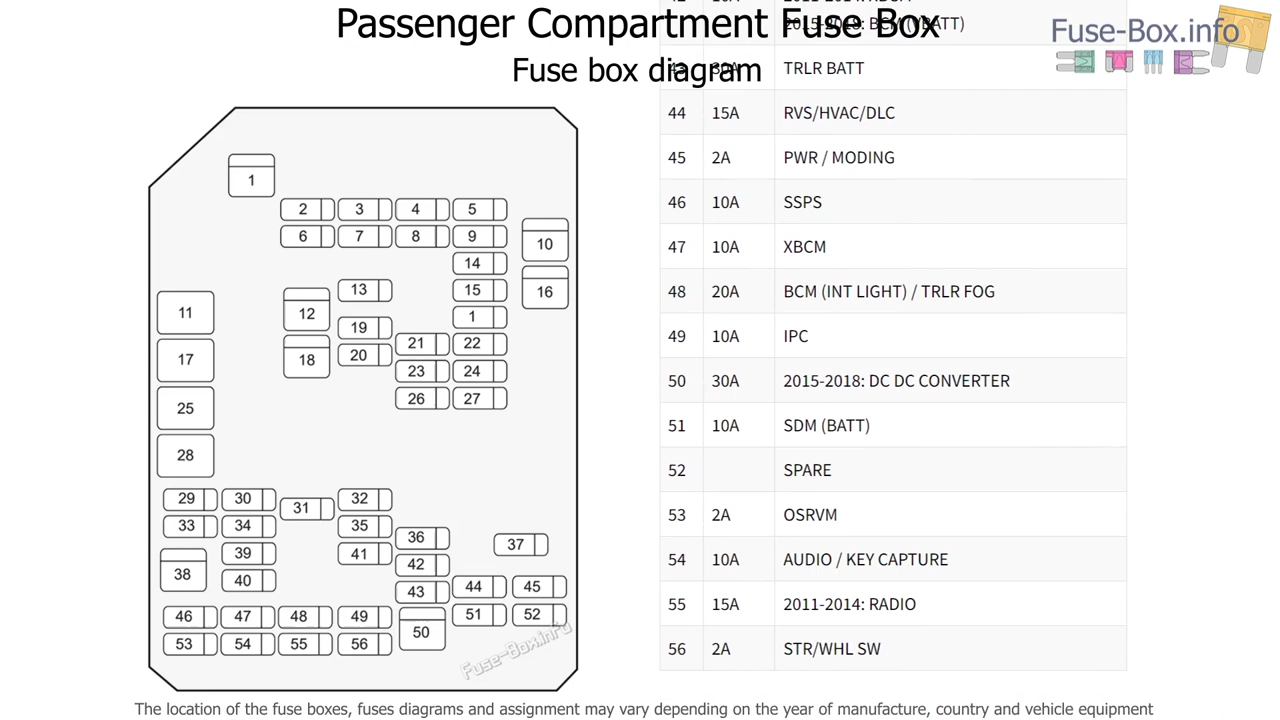 Passenger Compartment Fuse Box
Fuse box diagram
Fuse-Box.info
2015-2018: BCM (VBATT)
43 30A TRLR BATT
44 15A RVS/HVAC/DLC
45 2A PWR / MODING
46 10A SSPS
47 10A XBCM
48 20A BCM (INT LIGHT) / TRLR FOG
49 10A IPC
50 30A 2015-2018: DC DC CONVERTER
51 10A SDM (BATT)
52 SPARE
53 2A OSRVM
54 10A AUDIO / KEY CAPTURE
55 15A 2011-2014: RADIO
56 2A STR/WHL SW
1
2 3 4 5
6 7 8 9
10
14
13 15 16
11 12 1
19
17 18 20 21 22
23 24
25 26 27
28
29 30 31 32
33 34 35
36 37
38 39 41 42
40 43 44 45
46 47 48 49 50 51 52
53 54 55 56
Fuse-Box.info
The location of the fuse boxes, fuses diagrams and assignment may vary depending on the year of manufacture, country and vehicle equipment